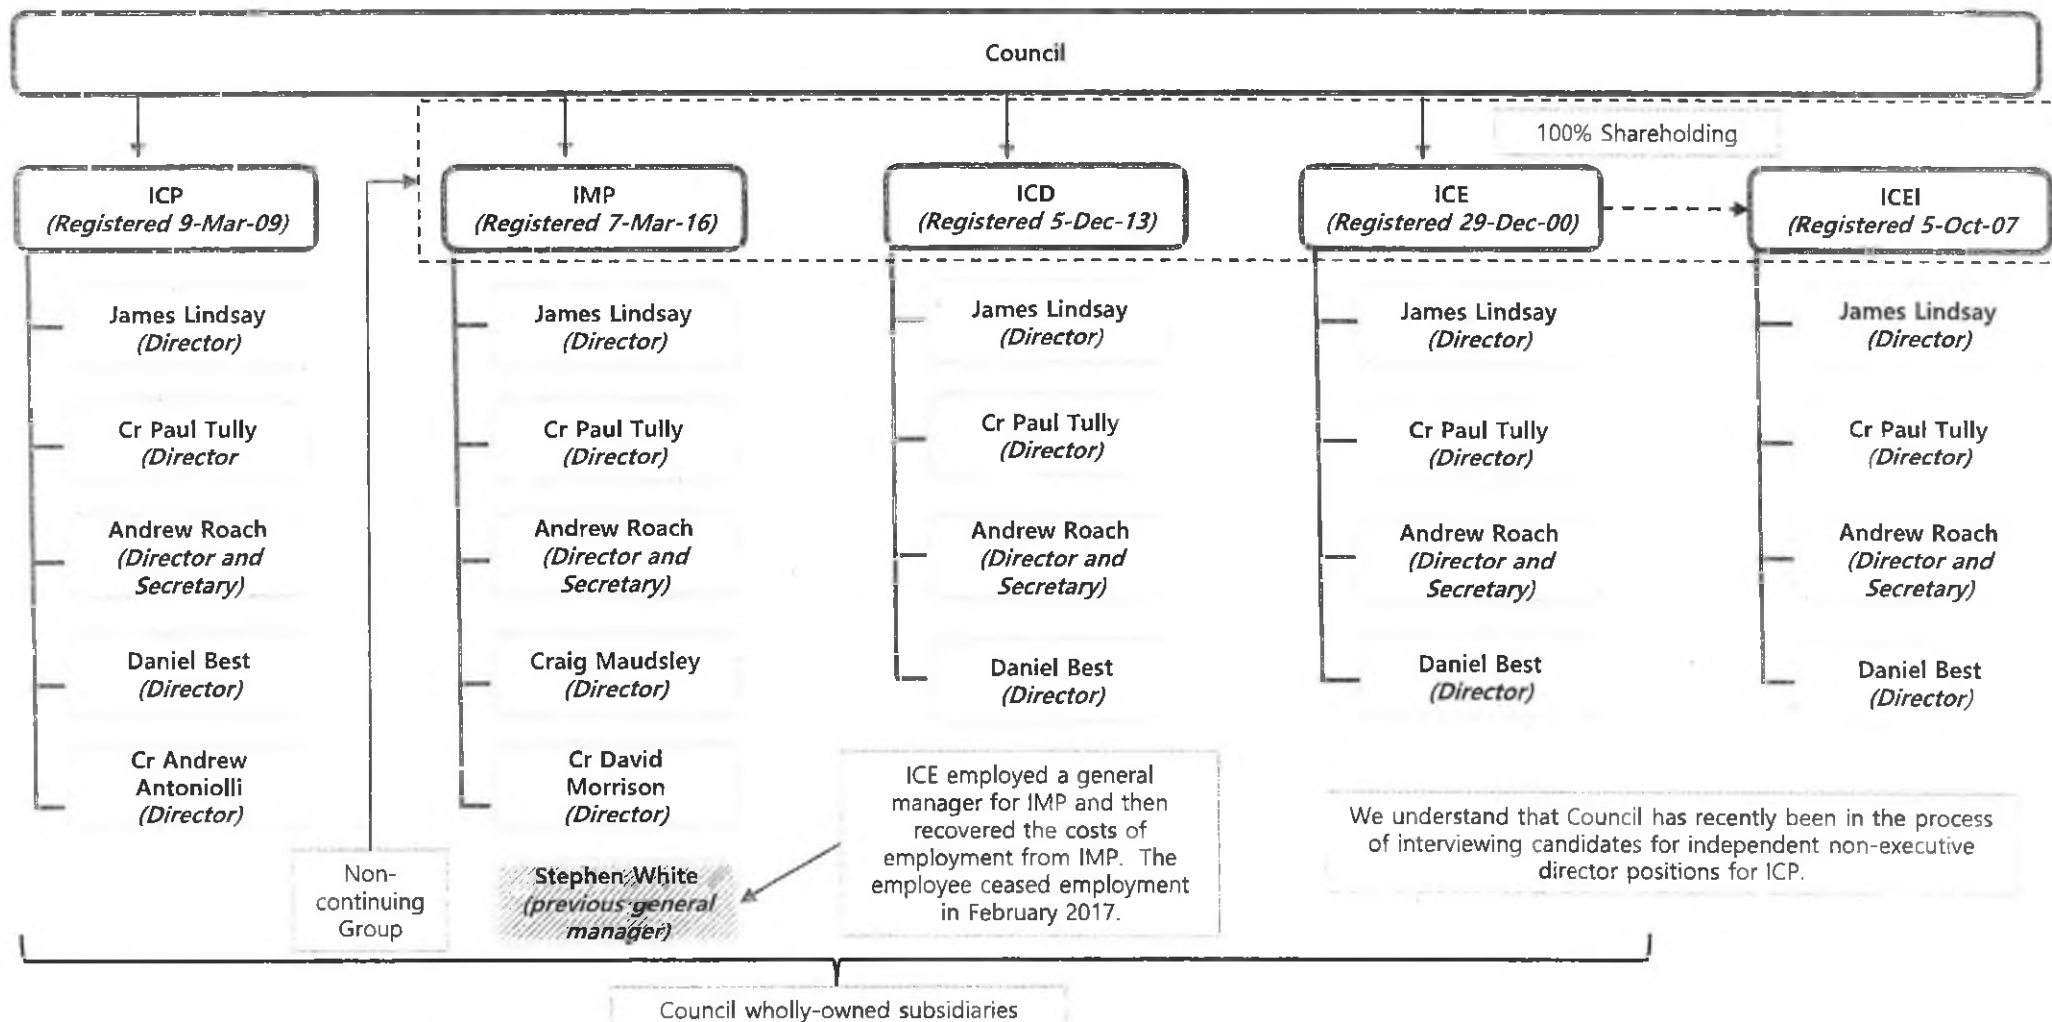 Council
100% Shareholding
ICP
(Registered 9-Mar-09)
IMP
(Registered 7-Mar-16)
ICD
(Registered 5-Dec-13)
ICE
(Registered 29-Dec-00)
ICEI
(Registered 5-Oct-07
James Lindsay
(Director)
Cr Paul Tully
(Director
Andrew Roach
(Director and
Secretary)
Daniel Best
(Director)
Cr Andrew
Antoniolli
(Director)
James Lindsay
(Director)
Cr Paul Tully
(Director)
Andrew Roach
(Director and
Secretary)
Craig Maudsley
(Director)
Cr David
Morrison
(Director)
Stephen White
(previous general
manager)
James Lindsay
(Director)
Cr Paul Tully
(Director)
Andrew Roach
(Director and
Secretary)
Daniel Best
(Director)
James Lindsay
(Director)
Cr Paul Tully
(Director)
Andrew Roach
(Director and
Secretary)
Daniel Best
(Director)
James Lindsay
(Director)
Cr Paul Tully
(Director)
Andrew Roach
(Director and
Secretary)
Daniel Best
(Director)
Non-
continuing
Group
ICE employed a general
manager for IMP and then
recovered the costs of
employment from IMP. The
employee ceased employment
in February 2017.
We understand that Council has recently been in the process
of interviewing candidates for independent non-executive
director positions for ICP.
Council wholly-owned subsidiaries